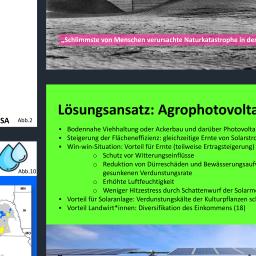 „Schlimmste von Menschen verursachte Naturkatastrophe in der
SA Abb.2
Abb.10
Lösungsansatz: Agrophotovolta
• Bodennahe Viehhaltung oder Ackerbau und darüber Photovolta
• Steigerung der Flächeneffizienz: gleichzeitige Ernte von Solarstro
• Win-win-Situation: Vorteil für Ernte (teilweise Ertragsteigerung)
o Schutz vor Witterungseinflüsse
o Reduktion von Dürreschäden und Bewässerungsauf
gesunkenen Verdunstungsrate
o Erhöhte Luftfeuchtigkeit
o Weniger Hitzestress durch Schattenwurf der Solarmo
• Vorteil für Solaranlage: Verdunstungskälte der Kulturpflanzen sc
• Vorteil Landwirt*innen: Diversifikation des Einkommens (18)